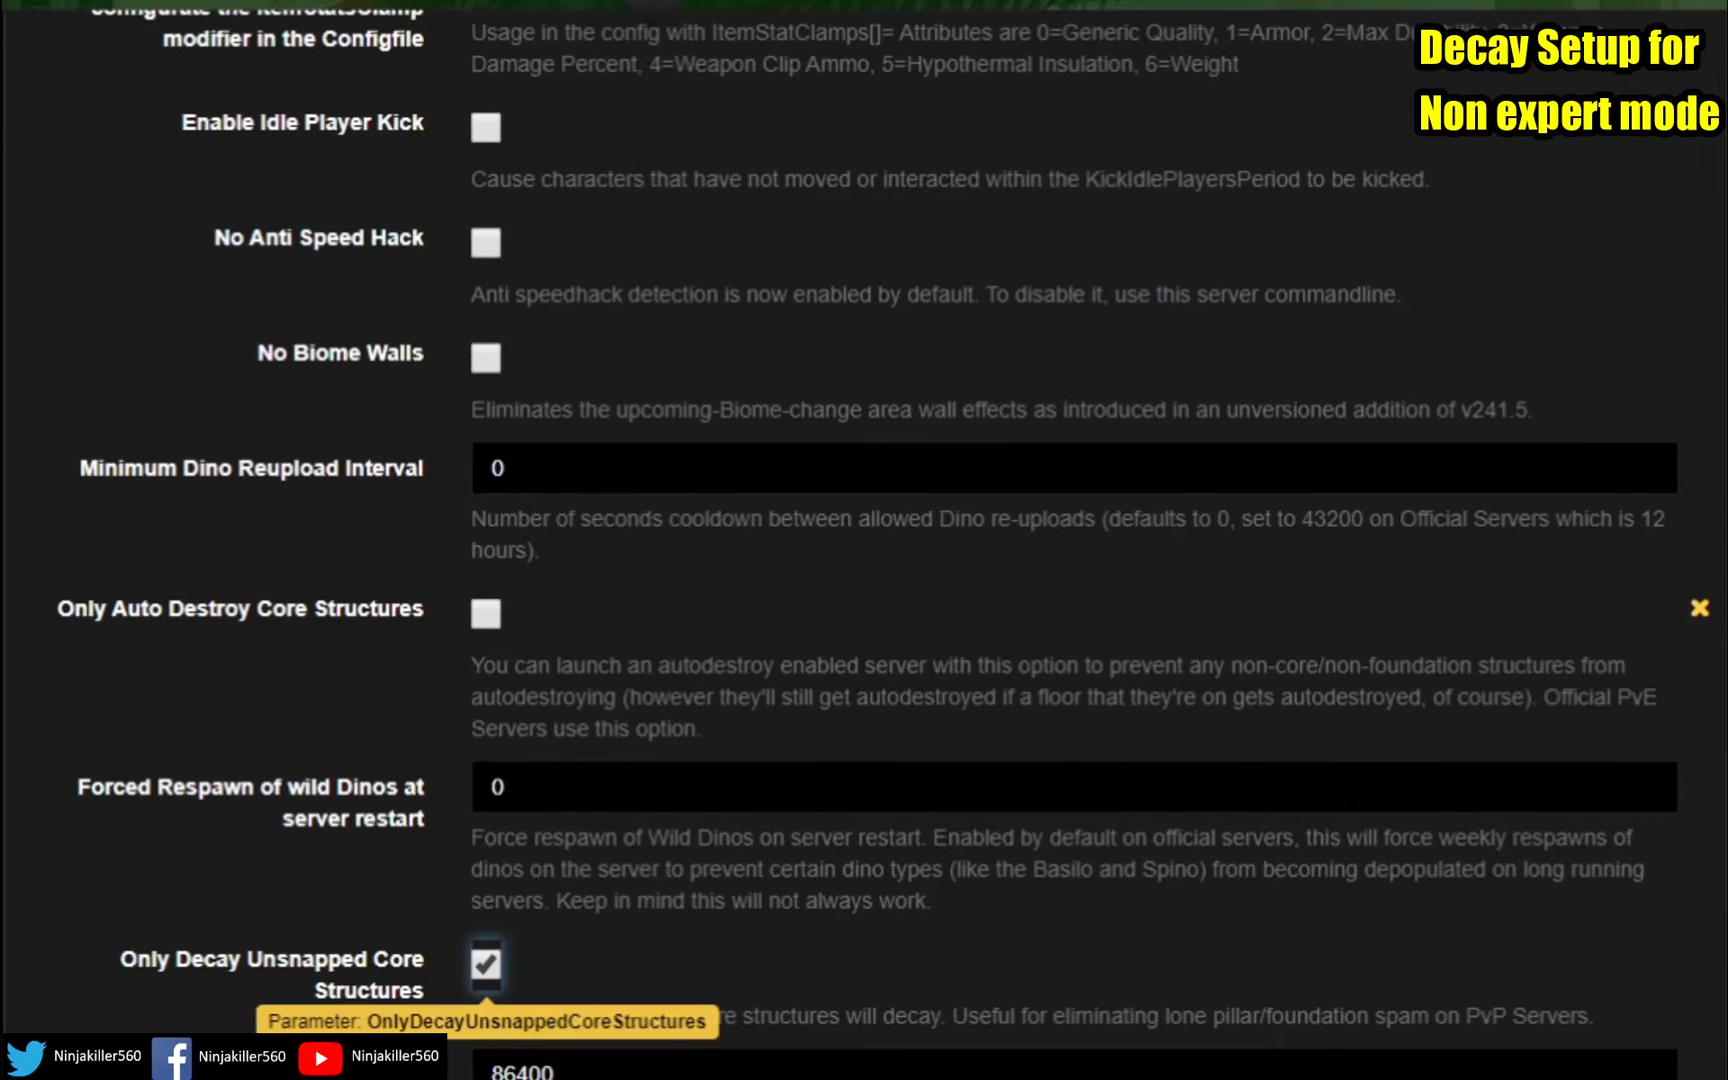 modifier in the Configfile
Usage in the config with ItemStatClamps[]= Attributes are 0=Generic Quality, 1=Armor, 2=Max
Damage Percent, 4=Weapon Clip Ammo, 5=Hypothermal Insulation, 6=Weight
Decay Setup for
Non expert mode
Enable Idle Player Kick
Cause characters that have not moved or interacted within the KickIdlePlayersPeriod to be kicked.
No Anti Speed Hack
Anti speedhack detection is now enabled by default. To disable it, use this server commandline.
No Biome Walls
Eliminates the upcoming-Biome-change area wall effects as introduced in an unversioned addition of v241.5.
Minimum Dino Reupload Interval
0
Number of seconds cooldown between allowed Dino re-uploads (defaults to 0, set to 43200 on Official Servers which is 12
hours).
Only Auto Destroy Core Structures
You can launch an autodestroy enabled server with this option to prevent any non-core/non-foundation structures from
autodestroying (however they'll still get autodestroyed if a floor that they're on gets autodestroyed, of course). Official PvE
Servers use this option.
Forced Respawn of wild Dinos at
server restart
0
Force respawn of Wild Dinos on server restart. Enabled by default on official servers, this will force weekly respawns of
dinos on the server to prevent certain dino types (like the Basilo and Spino) from becoming depopulated on long running
servers. Keep in mind this will not always work.
Only Decay Unsnapped Core
Structures
Parameter: OnlyDecayUnsnappedCoreStructures
re structures will decay. Useful for eliminating lone pillar/foundation spam on PvP Servers.
Ninjakiller560
Ninjakiller560
Ninjakiller560
86400